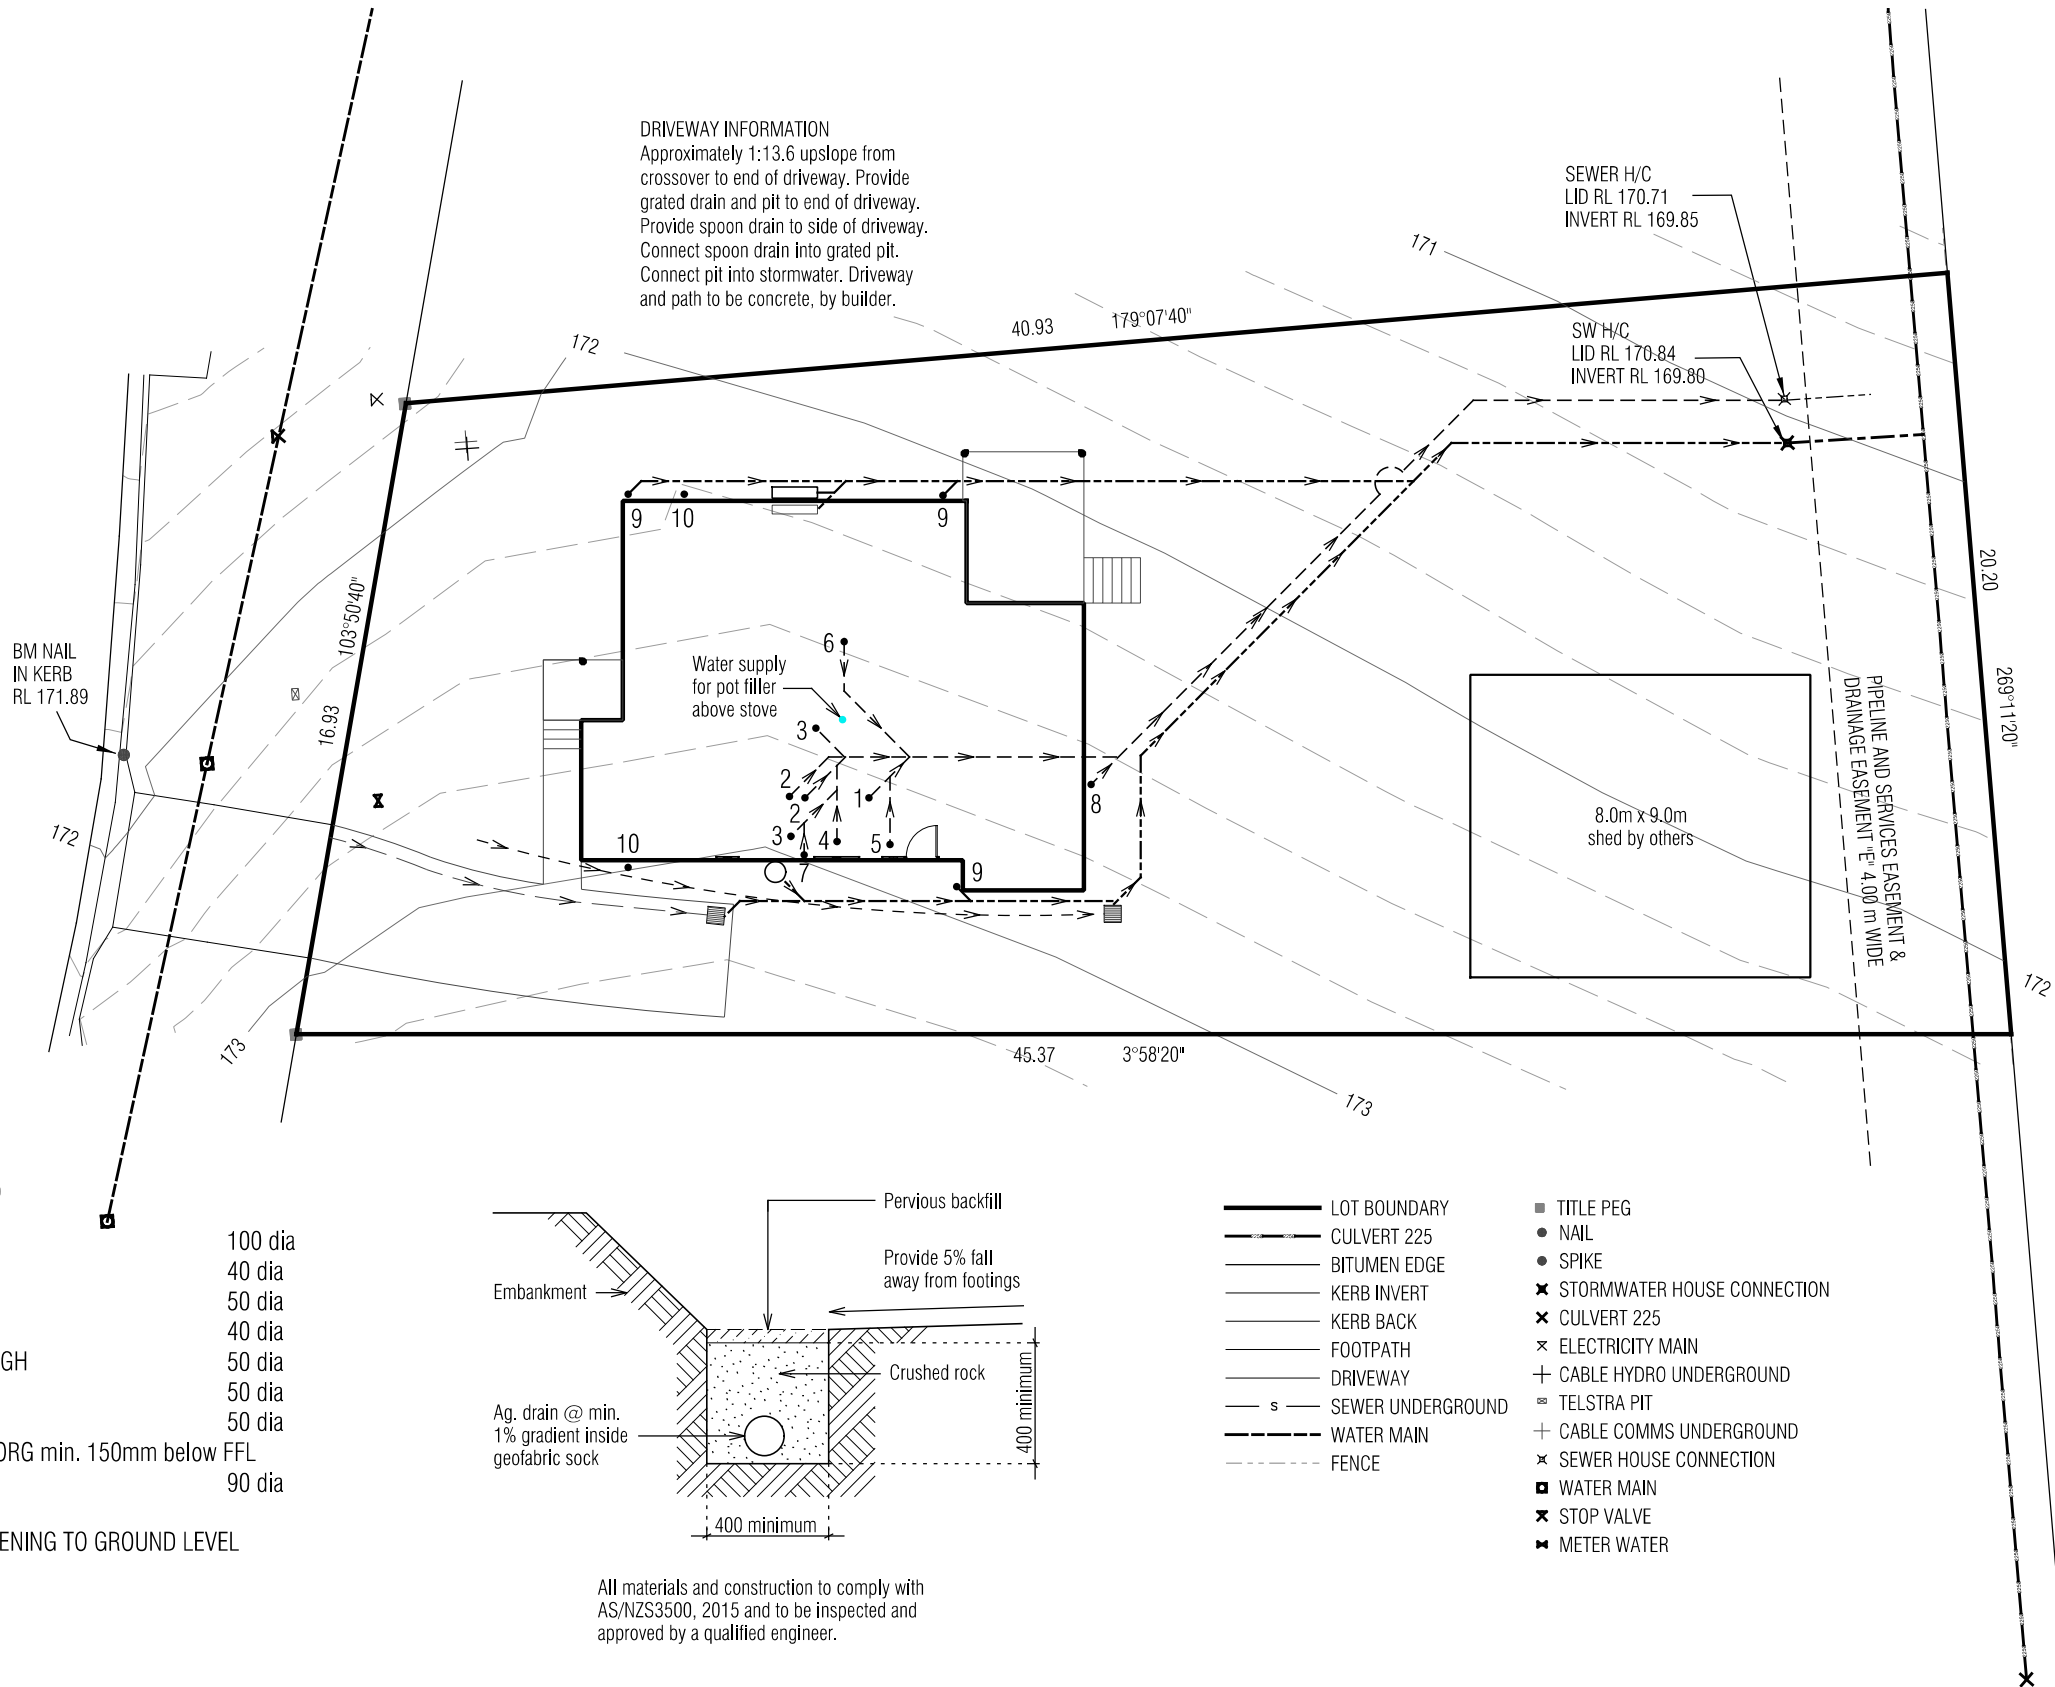 DRIVEWAY INFORMATION
Approximately 1:13.6 upslope from
crossover to end of driveway. Provide
grated drain and pit to end of driveway.
Provide spoon drain to side of driveway.
Connect spoon drain into grated pit.
Connect pit into stormwater. Driveway
and path to be concrete, by builder.
SEWER H/C
LID RL 170.71
INVERT RL 169.85
171
40.93
179°07'40"
SW H/C
LID RL 170.84
INVERT RL 169.80
172
9
10
9
103°50'40"
16.93
20.20
269°11'20"
BM NAIL
IN KERB
RL 171.89
6
Water supply
for pot filler
above stove
3
2
2
1
8
3
4
5
10
7
9
172
8.0m x 9.0m
shed by others
PIPELINE AND SERVICES EASEMENT &
DRAINAGE EASEMENT "E" 4.00 m WIDE
172
173
45.37
3°58'20"
173
100 dia
40 dia
50 dia
40 dia
GH
50 dia
50 dia
50 dia
ORG min. 150mm below FFL
90 dia
ENING TO GROUND LEVEL
Pervious backfill
Provide 5% fall
away from footings
Embankment
Crushed rock
Ag. drain @ min.
1% gradient inside
geofabric sock
400 minimum
400 minimum
All materials and construction to comply with
AS/NZS3500, 2015 and to be inspected and
approved by a qualified engineer.
LOT BOUNDARY
CULVERT 225
BITUMEN EDGE
KERB INVERT
KERB BACK
FOOTPATH
DRIVEWAY
s SEWER UNDERGROUND
WATER MAIN
FENCE
TITLE PEG
NAIL
SPIKE
STORMWATER HOUSE CONNECTION
CULVERT 225
ELECTRICITY MAIN
CABLE HYDRO UNDERGROUND
TELSTRA PIT
CABLE COMMS UNDERGROUND
SEWER HOUSE CONNECTION
WATER MAIN
STOP VALVE
METER WATER